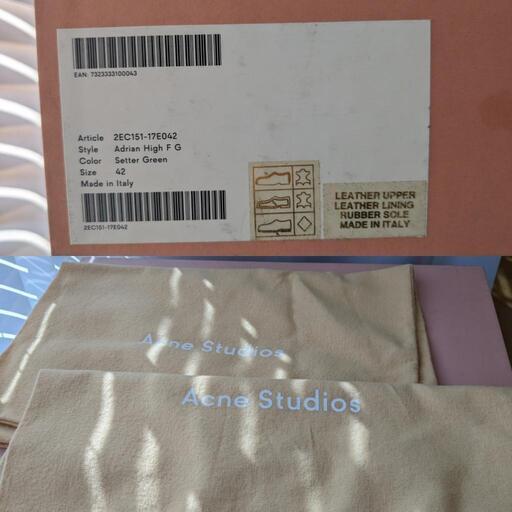 EAN: 7323333100043
Article 2EC151-17E042
Style Adrian High F G
Color Setter Green
Size 42
Made in Italy
2EC151-17E042
LEATHER UPPER
LEATHER LINING
RUBBER SOLE
MADE IN ITALY
Acne Studios
Acne Studios